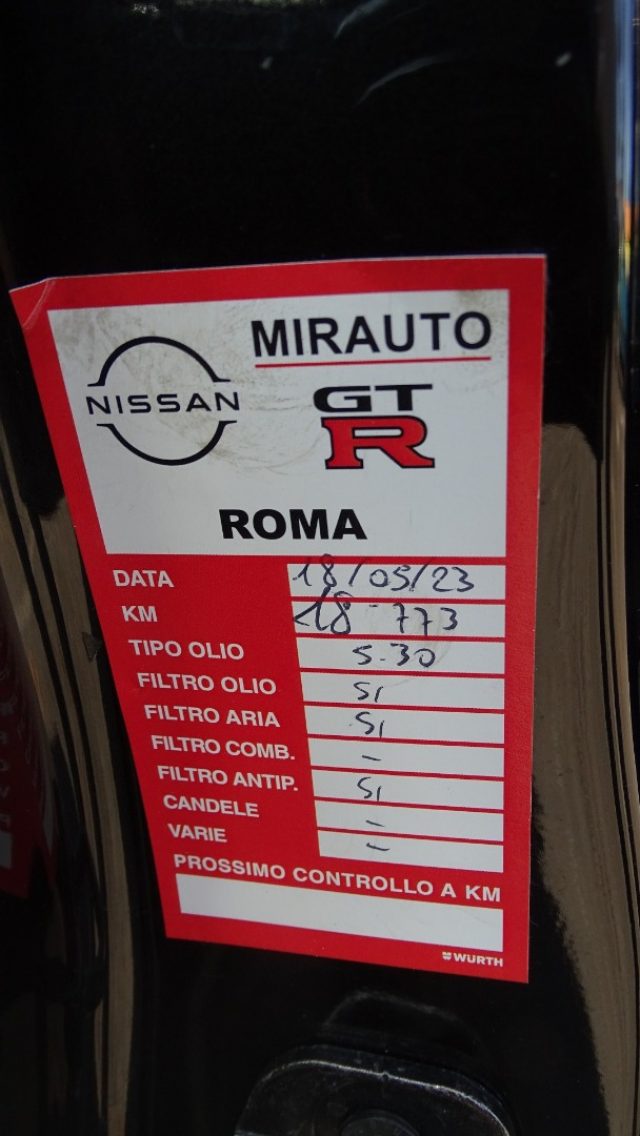 MIRAUTO
NISSAN
GT
R
ROMA
DATA 18/05/23
KM 18-773
TIPO OLIO 5.30
FILTRO OLIO SI
FILTRO ARIA SI
FILTRO COMB. -
FILTRO ANTIP. SI
CANDELE -
VARIE -
PROSSIMO CONTROLLO A KM
WURTH